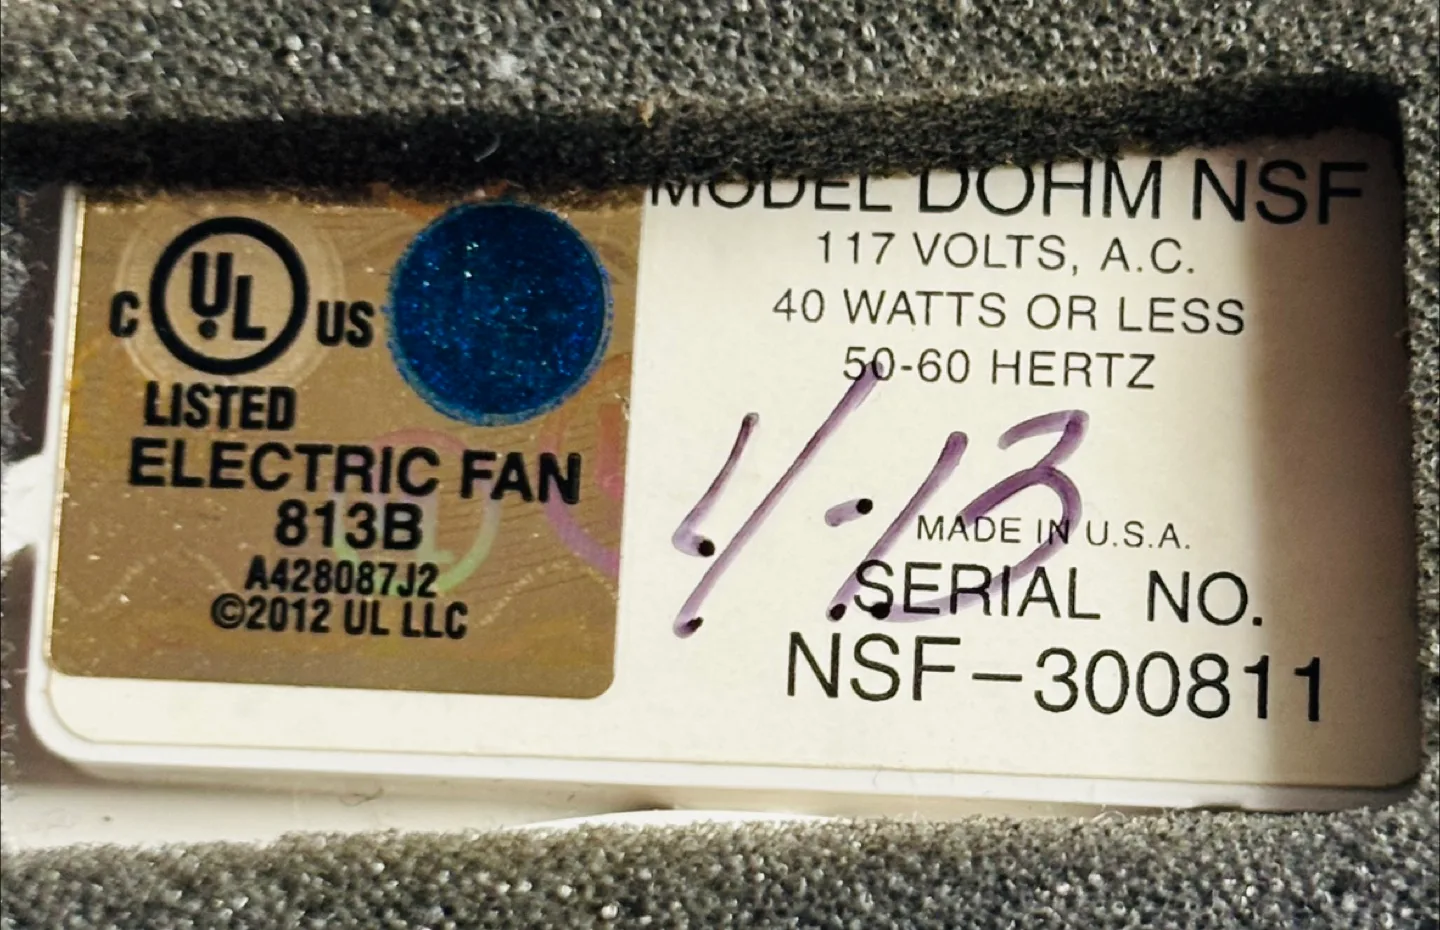 C UL US
LISTED
ELECTRIC FAN
813B
A428087J2
©2012 UL LLC
MODEL DOHM NSF
117 VOLTS, A.C.
40 WATTS OR LESS
50-60 HERTZ
4-13
MADE IN U.S.A.
SERIAL NO.
NSF-300811